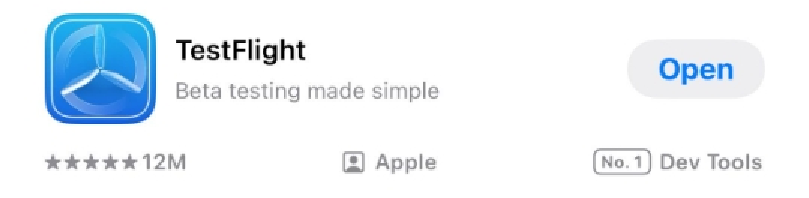 TestFlight
Open
Beta testing made simple
★★★★★ 12M
Apple
No. 1 Dev Tools